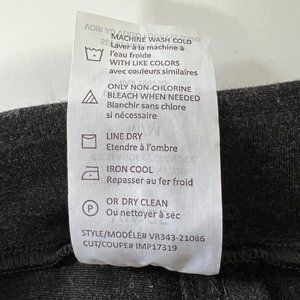 MACHINE WASH COLD
Laver à la machine à
l'eau froide
WITH LIKE COLORS
avec couleurs similaires
ONLY NON-CHLORINE
BLEACH WHEN NEEDED
Blanchir sans chlore
si nécessaire
LINE DRY
Etendre à l'ombre
IRON COOL
Repasser au fer froid
P
OR DRY CLEAN
Ou nettoyer à sec
STYLE/MODÉLE# VR343-21086
CUT/COUPE# IMP17319